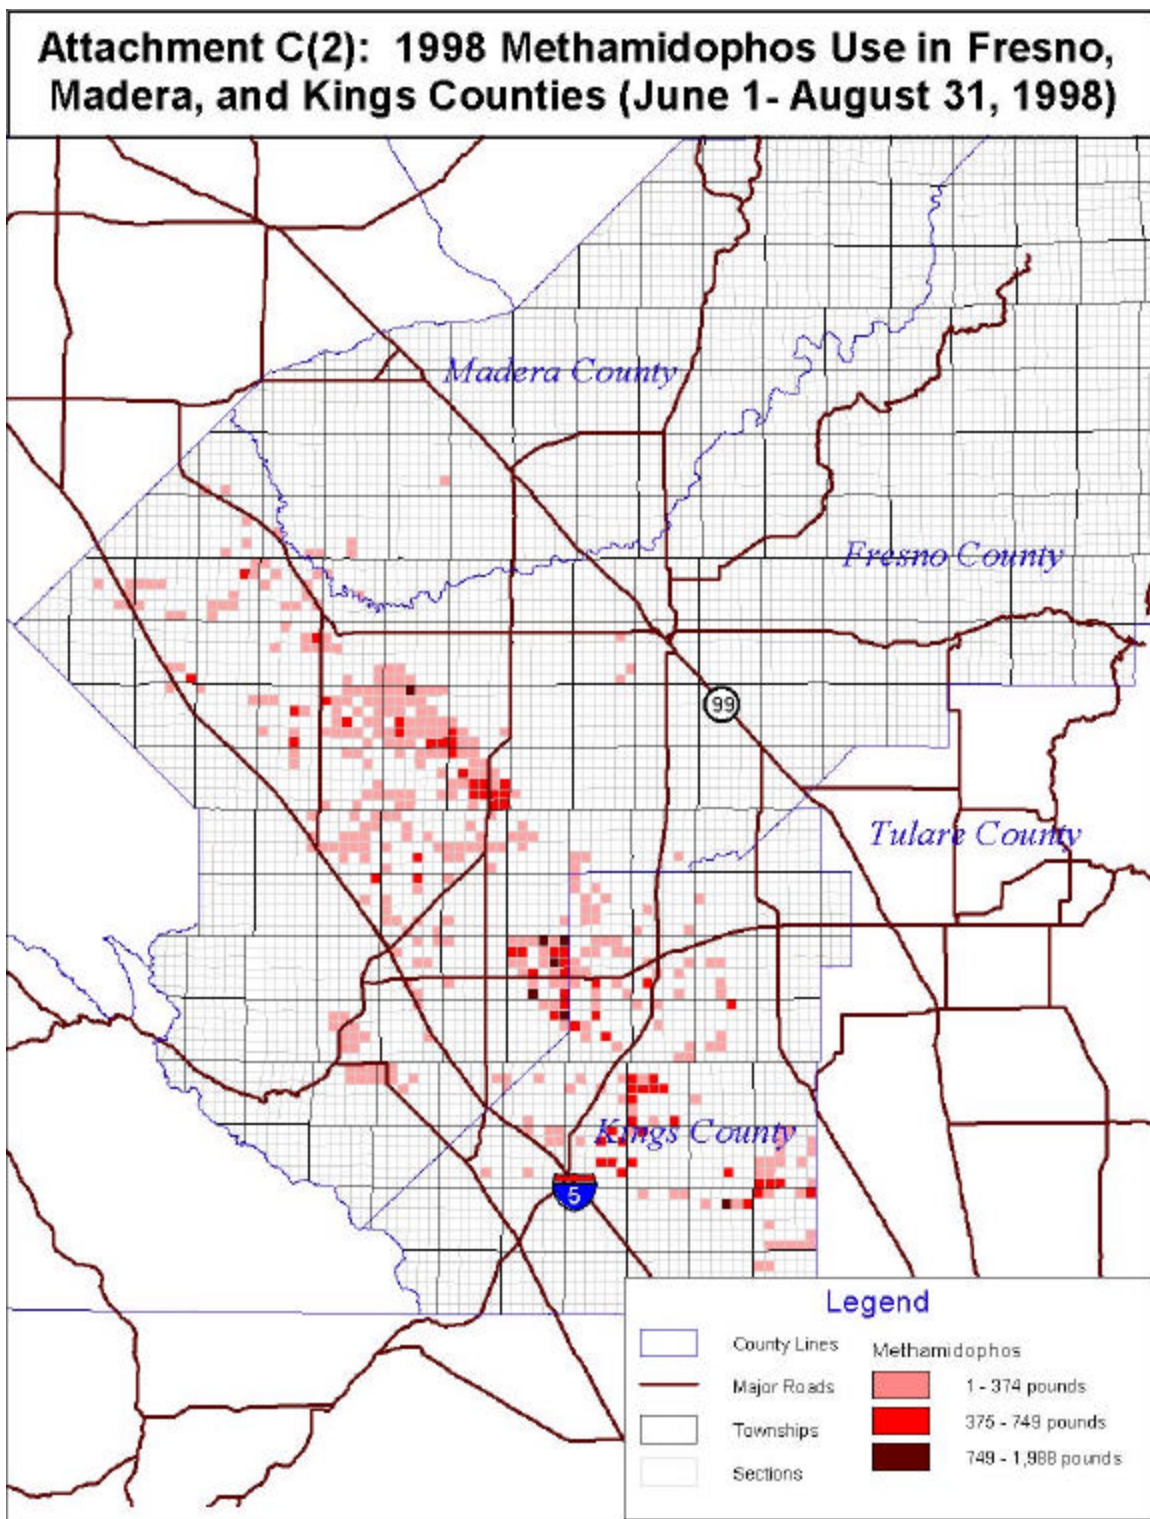 Attachment C(2): 1998 Methamidophos Use in Fresno,
Madera, and Kings Counties (June 1- August 31, 1998)
Madera County
Fresno County
99
Tulare County
Kings County
5
Legend
County Lines
Major Roads
Townships
Sections
Methamidophos
1 - 374 pounds
375 - 749 pounds
749 - 1,988 pounds